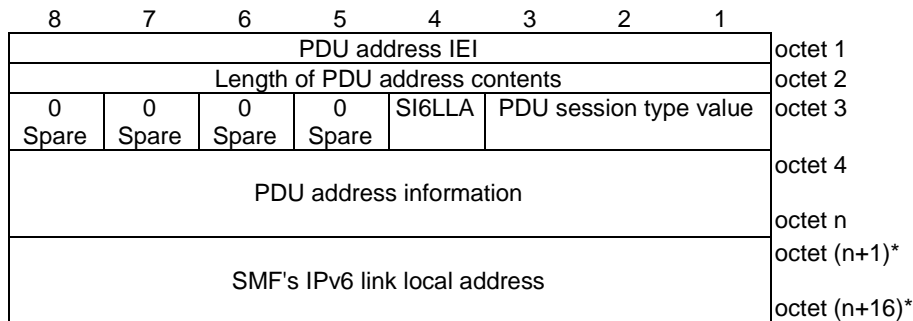 8 7 6 5 4 3 2 1
PDU address IEI octet 1
Length of PDU address contents octet 2
0 0 0 0 SI6LLA PDU session type value octet 3
Spare Spare Spare Spare
octet 4
PDU address information
octet n
octet (n+1)*
SMF's IPv6 link local address
octet (n+16)*